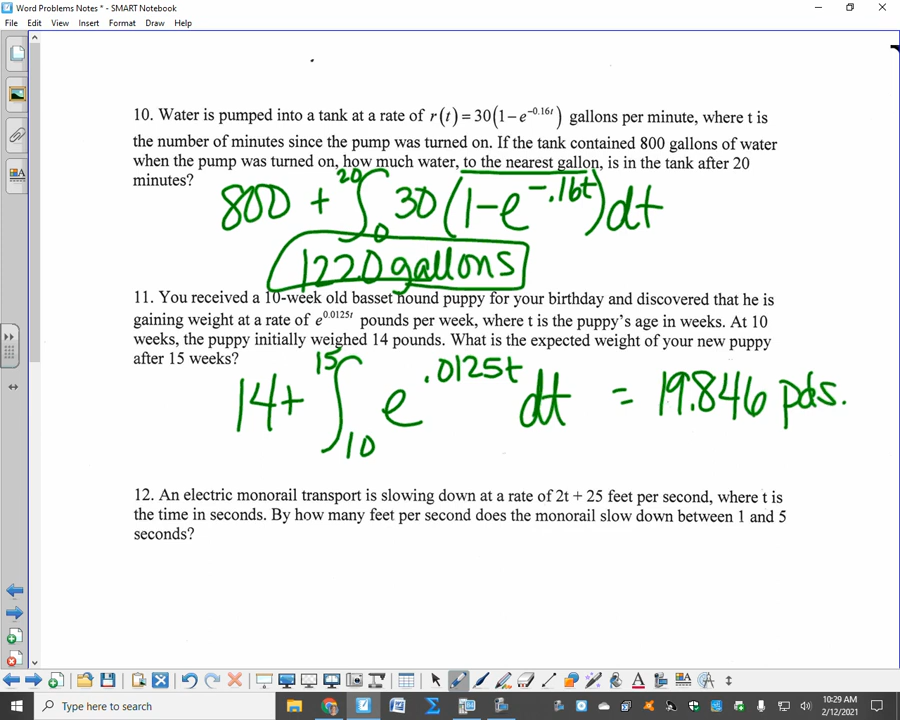 Word Problems Notes * - SMART Notebook
File Edit View Insert Format Draw Help
10. Water is pumped into a tank at a rate of r(t) = 30(1 − e^−0.16t) gallons per minute, where t is
the number of minutes since the pump was turned on. If the tank contained 800 gallons of water
when the pump was turned on, how much water, to the nearest gallon, is in the tank after 20
minutes?
800 + ∫₀²⁰ 30(1−e^−.16t)dt
1220 gallons
11. You received a 10-week old basset hound puppy for your birthday and discovered that he is
gaining weight at a rate of e^0.0125t pounds per week, where t is the puppy's age in weeks. At 10
weeks, the puppy initially weighed 14 pounds. What is the expected weight of your new puppy
after 15 weeks?
14+ ∫₁₀¹⁵ e^.0125t dt = 19.846 pds.
12. An electric monorail transport is slowing down at a rate of 2t + 25 feet per second, where t is
the time in seconds. By how many feet per second does the monorail slow down between 1 and 5
seconds?
Type here to search
10:29 AM
2/12/2021